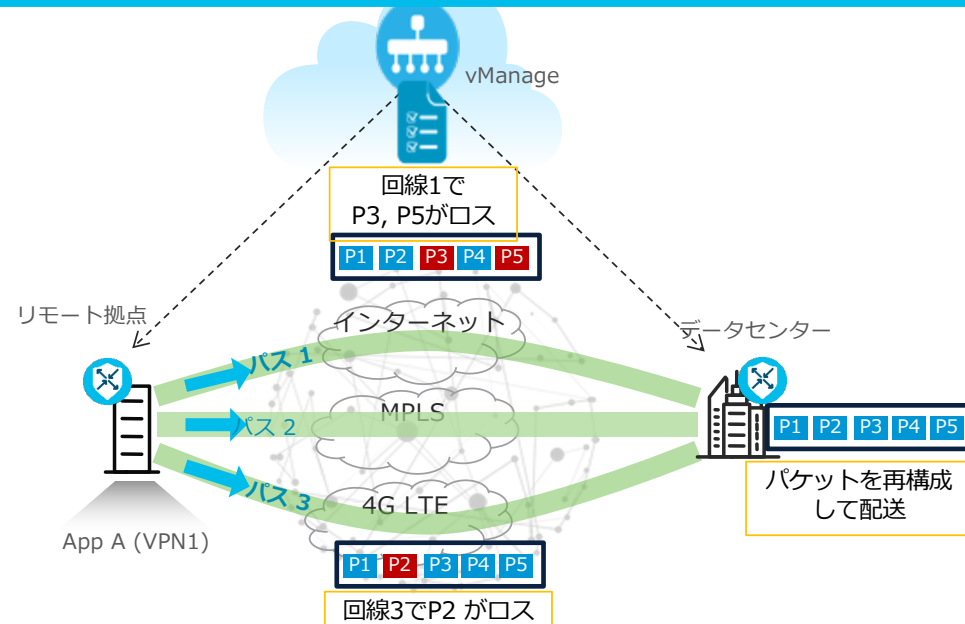 vManage
回線1で
P3, P5がロス
P1 P2 P3 P4 P5
リモート拠点
インターネット
データセンター
パス 1
MPLS
パス 2
P1 P2 P3 P4 P5
パケットを再構成
して配送
パス 3
4G LTE
App A (VPN1)
P1 P2 P3 P4 P5
回線3でP2 がロス